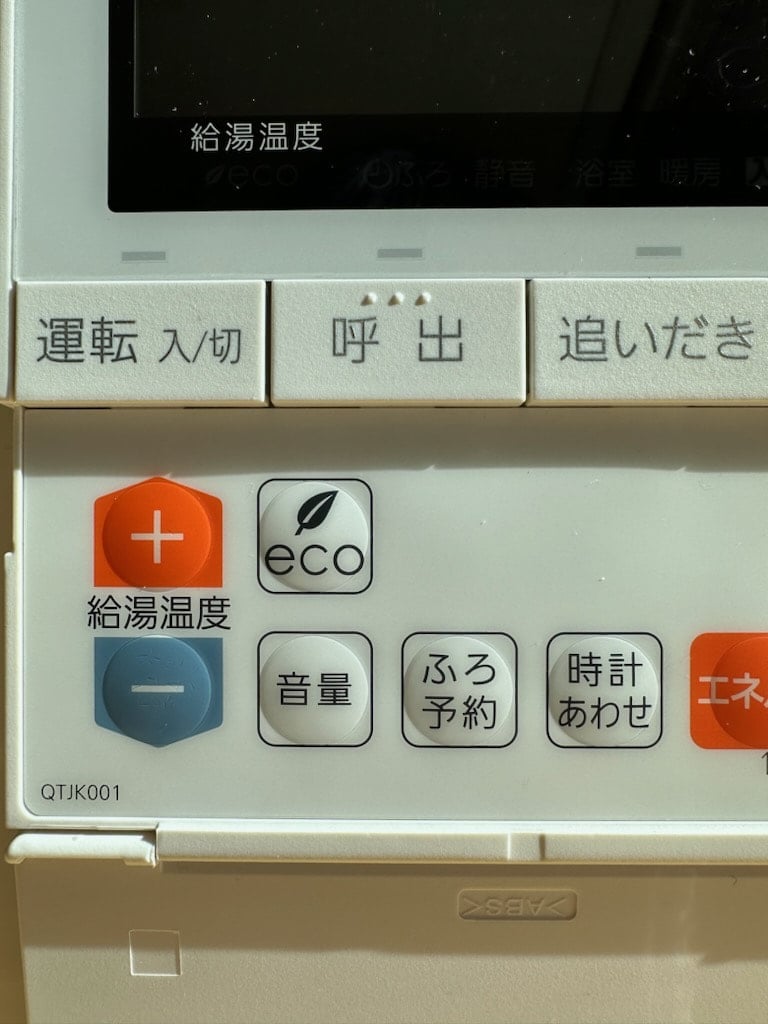 給湯温度
eco ふろ 静音 浴室 暖房
運転 入/切
呼出
追いだき
eco
給湯温度
音量
ふろ
予約
時計
あわせ
エネ
QTJK001
>ABS<